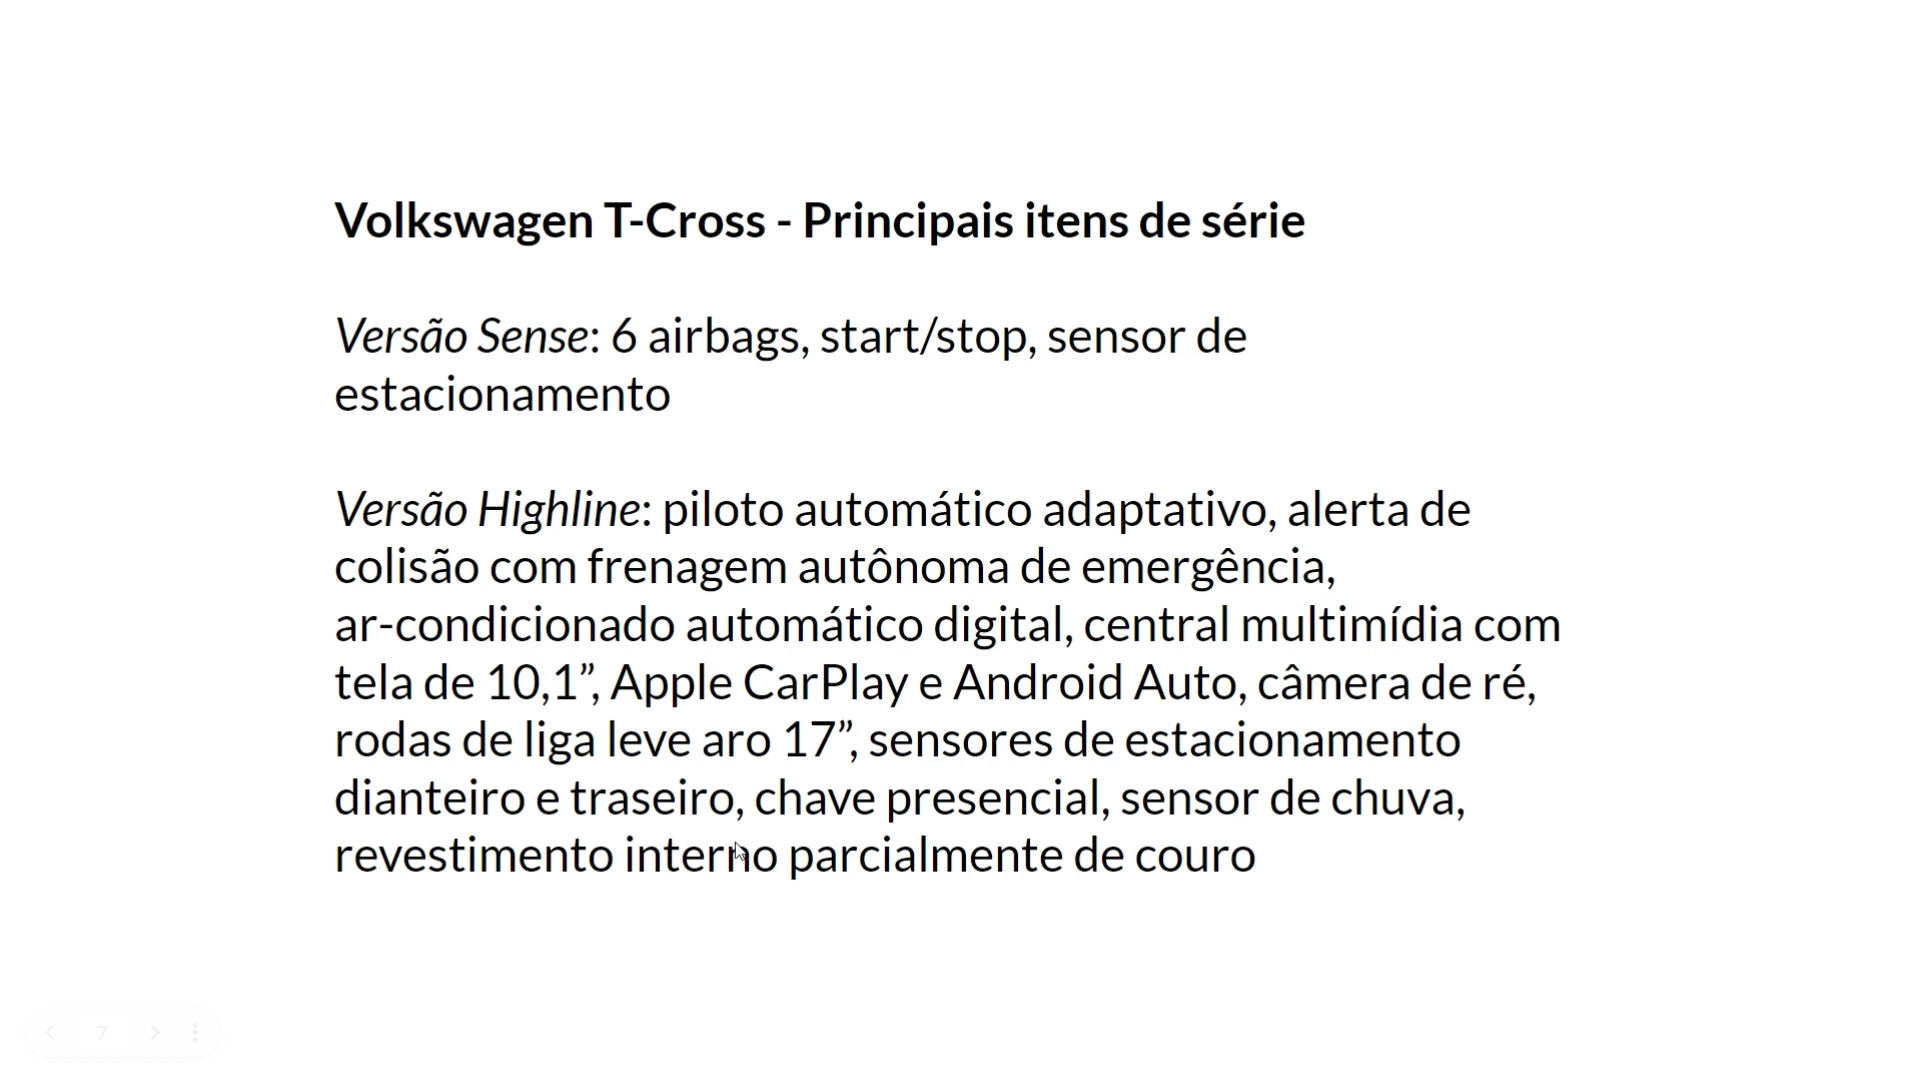 Volkswagen T-Cross - Principais itens de série
Versão Sense: 6 airbags, start/stop, sensor de
estacionamento
Versão Highline: piloto automático adaptativo, alerta de
colisão com frenagem autônoma de emergência,
ar-condicionado automático digital, central multimídia com
tela de 10,1”, Apple CarPlay e Android Auto, câmera de ré,
rodas de liga leve aro 17”, sensores de estacionamento
dianteiro e traseiro, chave presencial, sensor de chuva,
revestimento interno parcialmente de couro
7